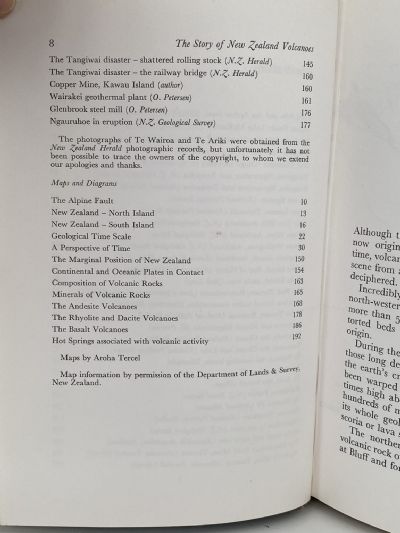 8 The Story of New Zealand Volcanoes
The Tangiwai disaster – shattered rolling stock (N.Z. Herald) 145
The Tangiwai disaster – the railway bridge (N.Z. Herald) 160
Copper Mine, Kawau Island (author) 160
Wairakei geothermal plant (O. Petersen) 161
Glenbrook steel mill (O. Petersen) 176
Ngauruhoe in eruption (N.Z. Geological Survey) 177
The photographs of Te Wairoa and Te Ariki were obtained from the
New Zealand Herald photographic records, but unfortunately it has not
been possible to trace the owners of the copyright, to whom we extend
our apologies and thanks.
Maps and Diagrams
The Alpine Fault 10
New Zealand – North Island 13
New Zealand – South Island 16
Geological Time Scale 22
A Perspective of Time 30
The Marginal Position of New Zealand 150
Continental and Oceanic Plates in Contact 154
Composition of Volcanic Rocks 163
Minerals of Volcanic Rocks 165
The Andesite Volcanoes 168
The Rhyolite and Dacite Volcanoes 178
The Basalt Volcanoes 186
Hot Springs associated with volcanic activity 192
Maps by Aroha Tercel
Map information by permission of the Department of Lands & Survey,
New Zealand.
Although t
now origin
time, volcan
scene from a
deciphered.
Incredibly
north-wester
more than 5
torted beds
origin.
During the
those long de
the earth's cr
been warped
times high ab
hundreds of m
its whole geol
scoria or lava s
The norther
volcanic rock o
at Bluff and fo